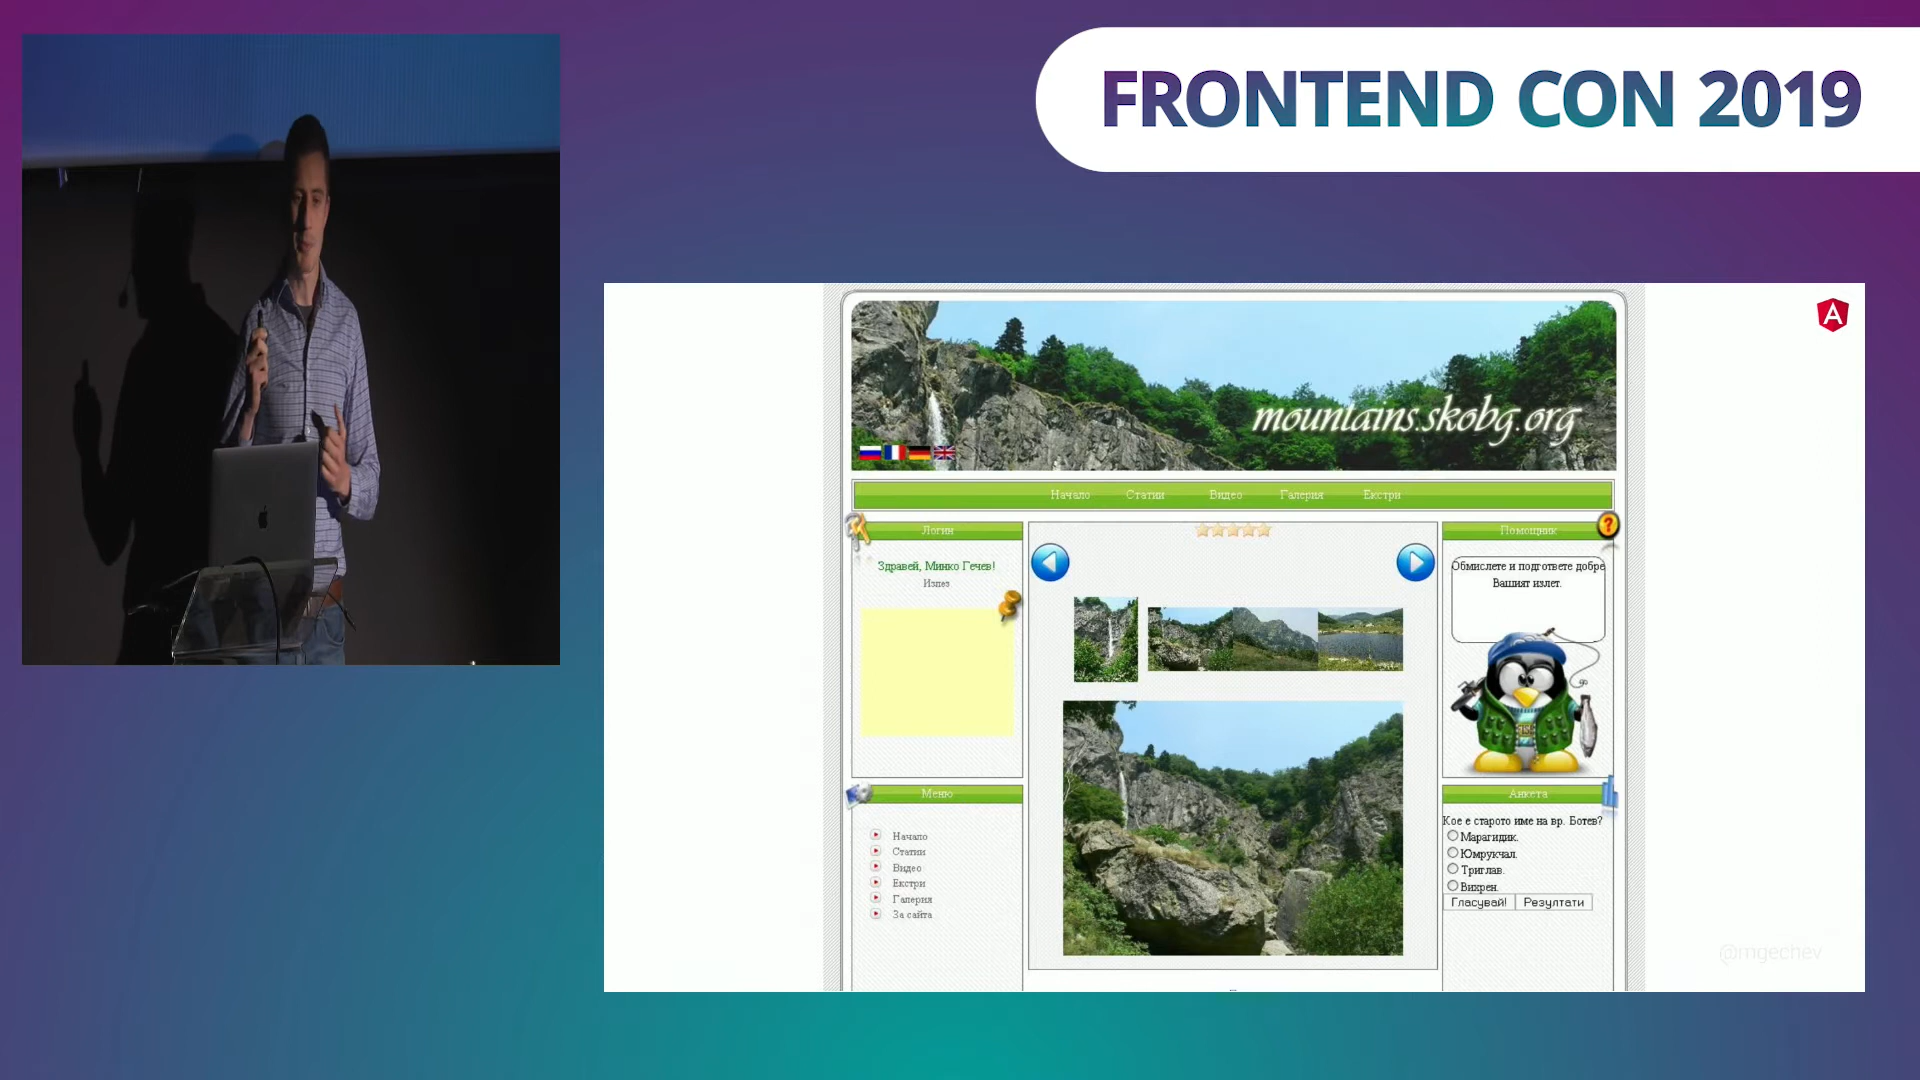 FRONTEND CON 2019
A
mountains.skobg.org
Начало Статии Видео Галерия Екстри
Логин
Здравей, Минко Гечев!
Излез
Помощник
?
Обмислете и подгответе добре
Вашият излет.
Меню
Начало
Статии
Видео
Екстри
Галерия
За сайта
Анкета
Кое е старото име на вр. Ботев?
Марагидик.
Юмрукчал.
Триглав.
Вихрен.
Гласувай! Резултати
@mgechev